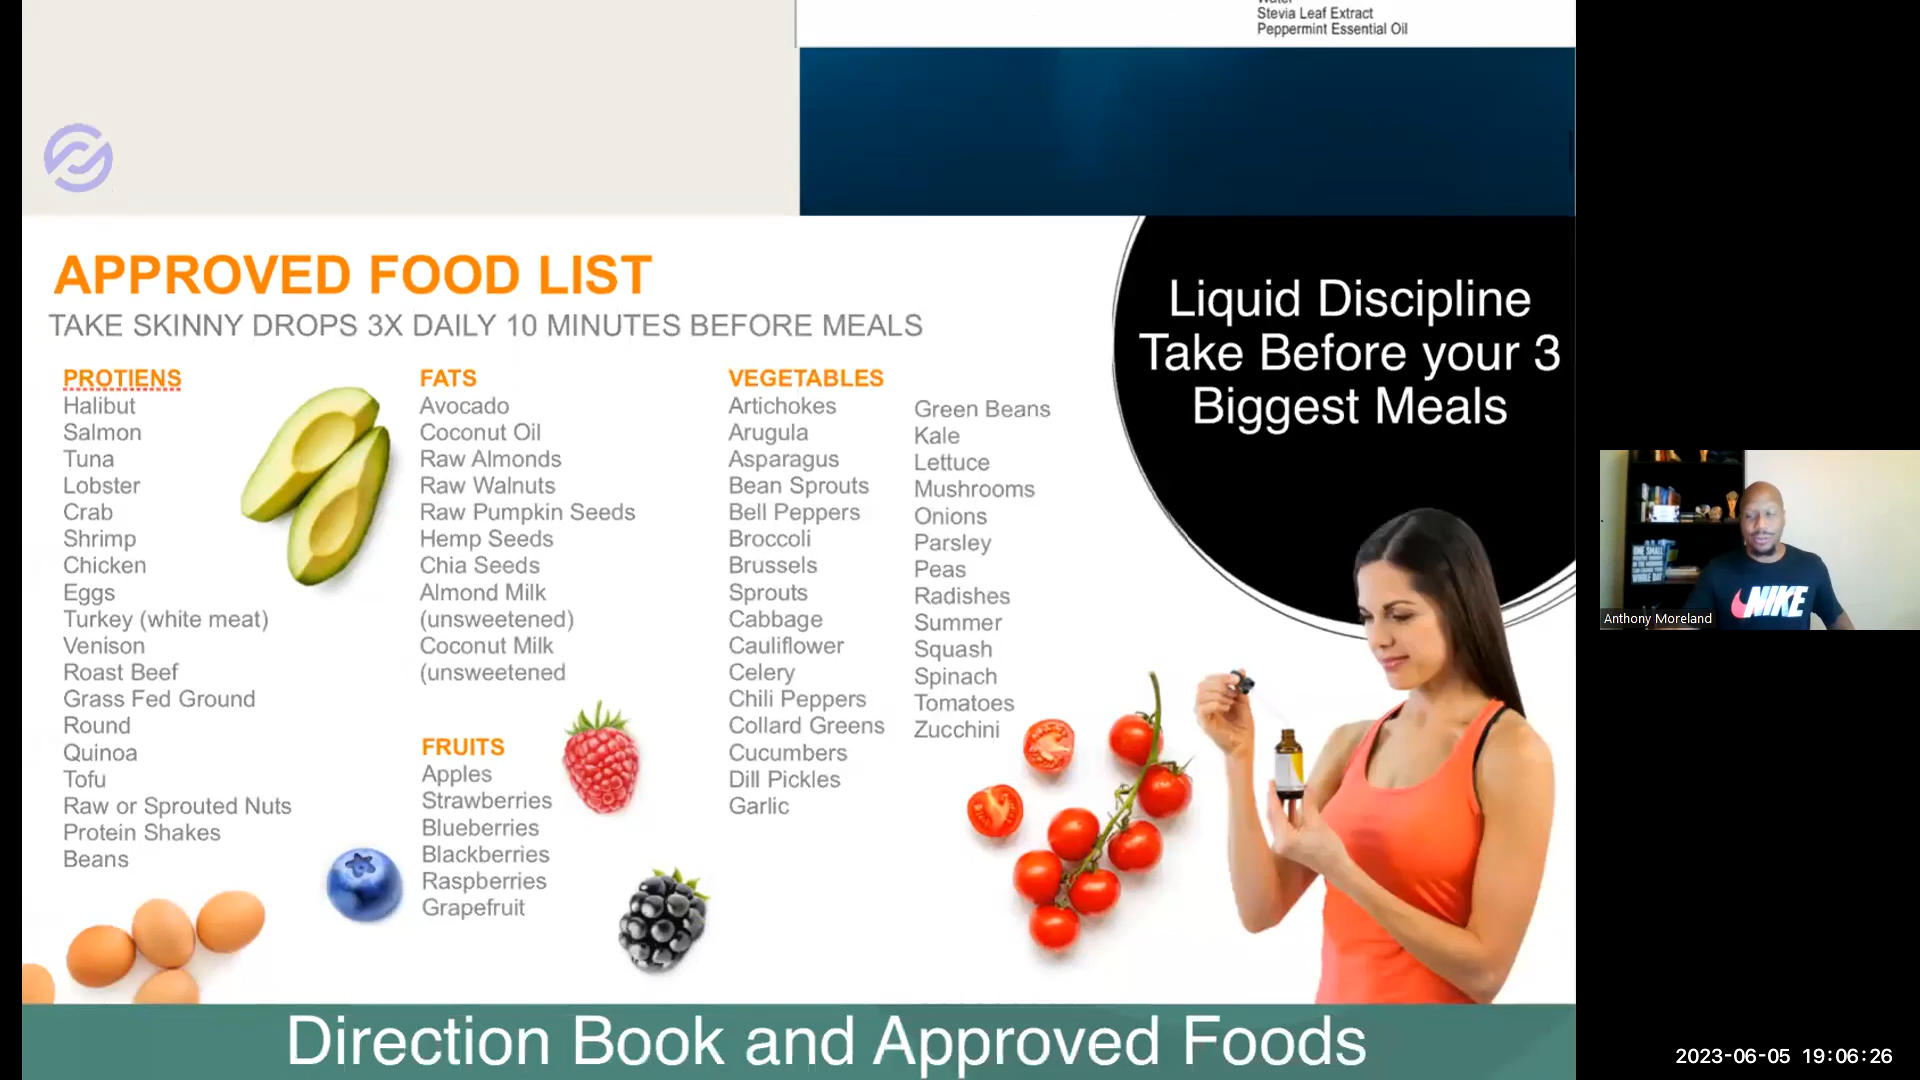 Water
Stevia Leaf Extract
Peppermint Essential Oil
APPROVED FOOD LIST
TAKE SKINNY DROPS 3X DAILY 10 MINUTES BEFORE MEALS
PROTIENS
Halibut
Salmon
Tuna
Lobster
Crab
Shrimp
Chicken
Eggs
Turkey (white meat)
Venison
Roast Beef
Grass Fed Ground
Round
Quinoa
Tofu
Raw or Sprouted Nuts
Protein Shakes
Beans
FATS
Avocado
Coconut Oil
Raw Almonds
Raw Walnuts
Raw Pumpkin Seeds
Hemp Seeds
Chia Seeds
Almond Milk
(unsweetened)
Coconut Milk
(unsweetened
FRUITS
Apples
Strawberries
Blueberries
Blackberries
Raspberries
Grapefruit
VEGETABLES
Artichokes
Arugula
Asparagus
Bean Sprouts
Bell Peppers
Broccoli
Brussels
Sprouts
Cabbage
Cauliflower
Celery
Chili Peppers
Collard Greens
Cucumbers
Dill Pickles
Garlic
Green Beans
Kale
Lettuce
Mushrooms
Onions
Parsley
Peas
Radishes
Summer
Squash
Spinach
Tomatoes
Zucchini
Liquid Discipline
Take Before your 3
Biggest Meals
Direction Book and Approved Foods
ONE SMALL
WHOLE DAY
NIKE
Anthony Moreland
2023-06-05 19:06:26